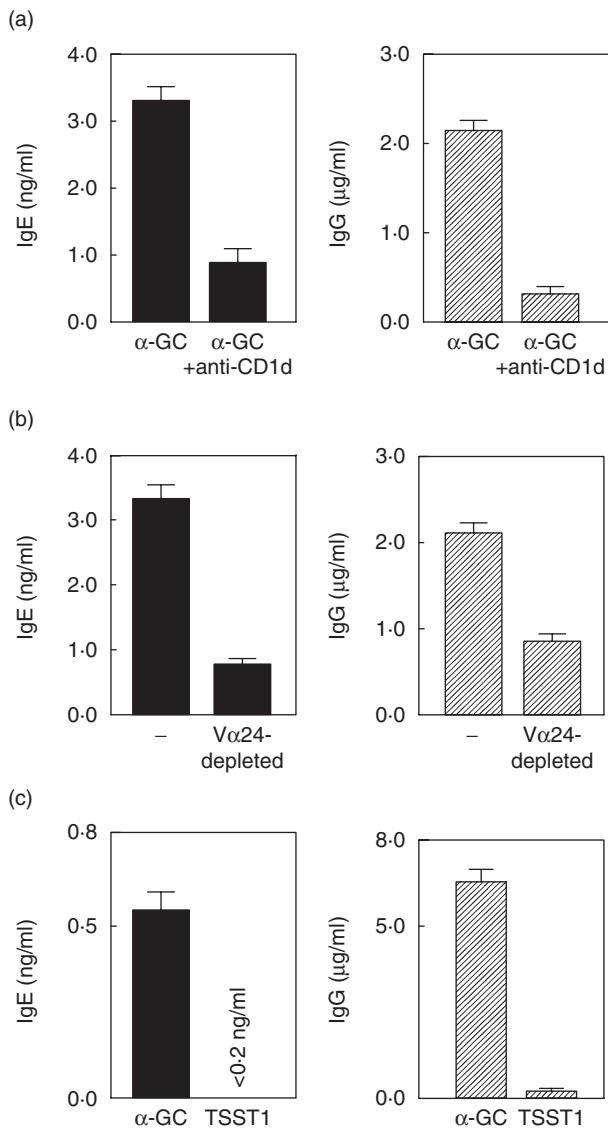 (a)
4·0
3·0
2·0
1·0
0·0
IgE (ng/ml)
α-GC
α-GC
+anti-CD1d
3·0
2·0
1·0
0·0
IgG (μg/ml)
α-GC
α-GC
+anti-CD1d
(b)
4·0
3·0
2·0
1·0
0·0
IgE (ng/ml)
–
Vα24-
depleted
3·0
2·0
1·0
0·0
IgG (μg/ml)
–
Vα24-
depleted
(c)
0·8
0·5
0·0
IgE (ng/ml)
<0·2 ng/ml
α-GC
TSST1
8·0
5·0
0·0
IgG (μg/ml)
α-GC
TSST1